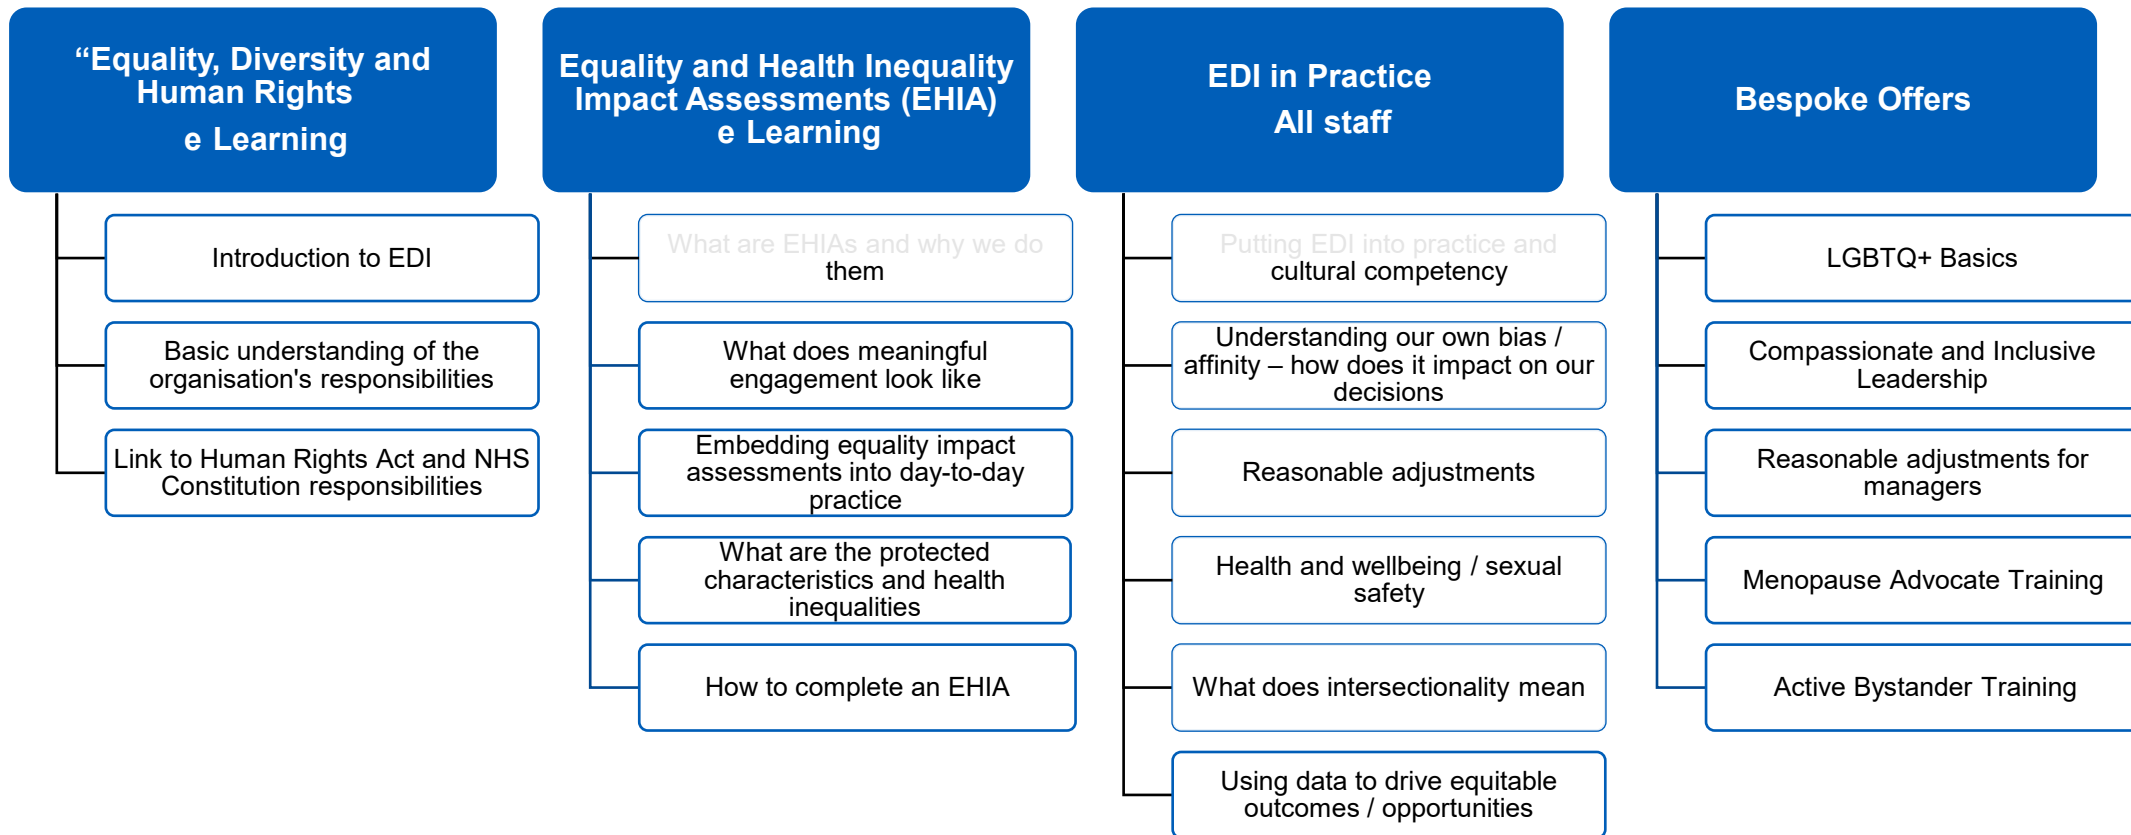 “Equality, Diversity and
Human Rights
e Learning
Introduction to EDI
Basic understanding of the
organisation's responsibilities
Link to Human Rights Act and NHS
Constitution responsibilities
Equality and Health Inequality
Impact Assessments (EHIA)
e Learning
What are EHIAs and why we do
them
What does meaningful
engagement look like
Embedding equality impact
assessments into day-to-day
practice
What are the protected
characteristics and health
inequalities
How to complete an EHIA
EDI in Practice
All staff
Putting EDI into practice and
cultural competency
Understanding our own bias /
affinity – how does it impact on our
decisions
Reasonable adjustments
Health and wellbeing / sexual
safety
What does intersectionality mean
Using data to drive equitable
outcomes / opportunities
Bespoke Offers
LGBTQ+ Basics
Compassionate and Inclusive
Leadership
Reasonable adjustments for
managers
Menopause Advocate Training
Active Bystander Training